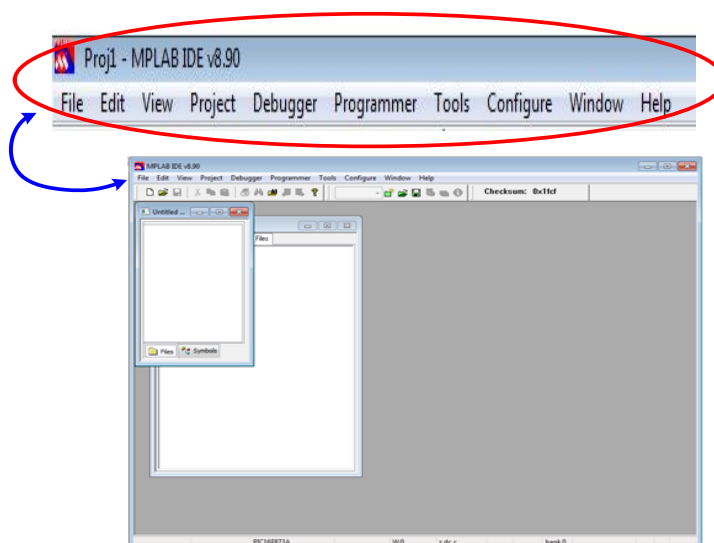 Proj1 - MPLAB IDE v8.90
File Edit View Project Debugger Programmer Tools Configure Window Help
MPLAB IDE v8.90
File Edit View Project Debugger Programmer Tools Configure Window Help
Checksum: 0x1fcf
Untitled ...
Files
Files Symbols
PIC16F873A W:0 z dc c bank 0